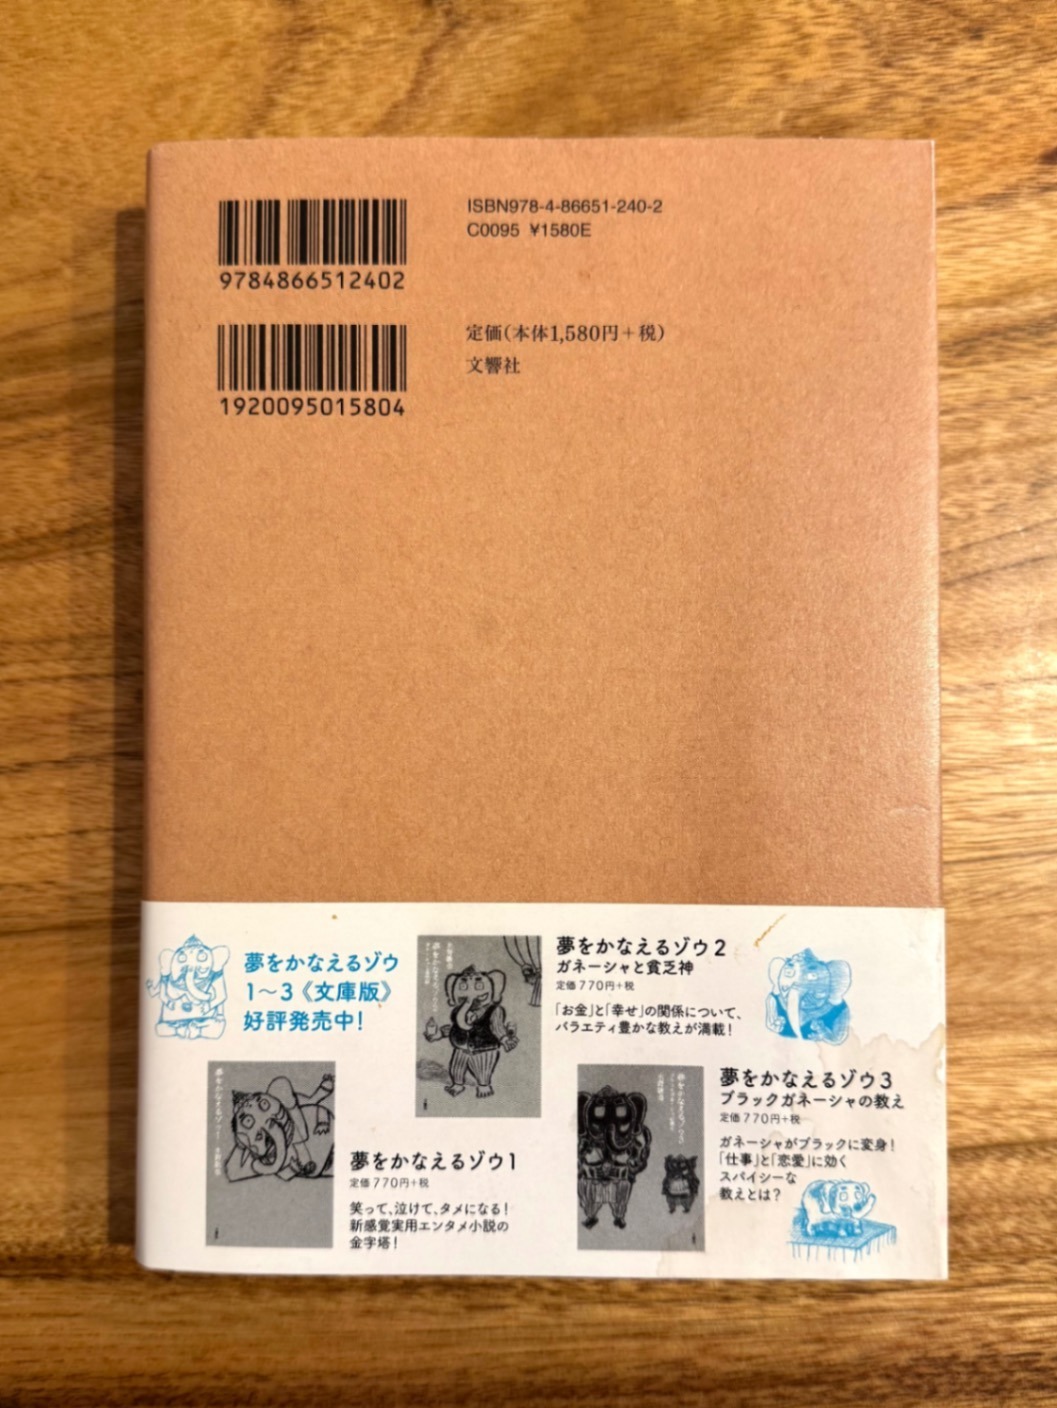 9784866512402
ISBN978-4-86651-240-2
C0095 ¥1580E
1920095015804
定価(本体1,580円+税)
文響社
夢をかなえるゾウ
1～3《文庫版》
好評発売中!
夢をかなえるゾウ2
ガネーシャと貧乏神
定価770円+税
「お金」と「幸せ」の関係について、
バラエティ豊かな教えが満載!
夢をかなえるゾウ1
定価770円+税
笑って、泣けて、タメになる!
新感覚実用エンタメ小説の
金字塔!
夢をかなえるゾウ3
ブラックガネーシャの教え
定価770円+税
ガネーシャがブラックに変身!
「仕事」と「恋愛」に効く
スパイシーな
教えとは?
夢をかなえるゾウ1